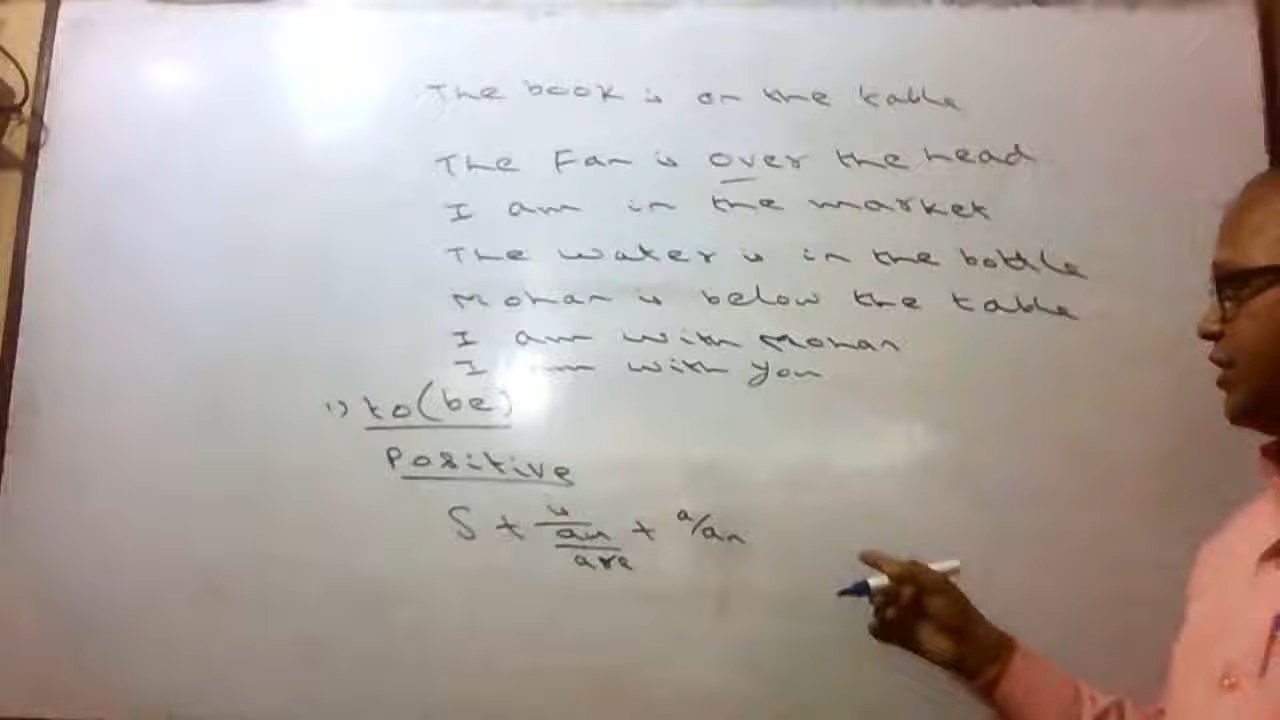 The book is on the table
The Fan is over the head
I am in the market
The water is in the bottle
Mohan is below the table
I am with Mohan
I am with you
1) to(be)
Positive
S + is/am/are + a/an